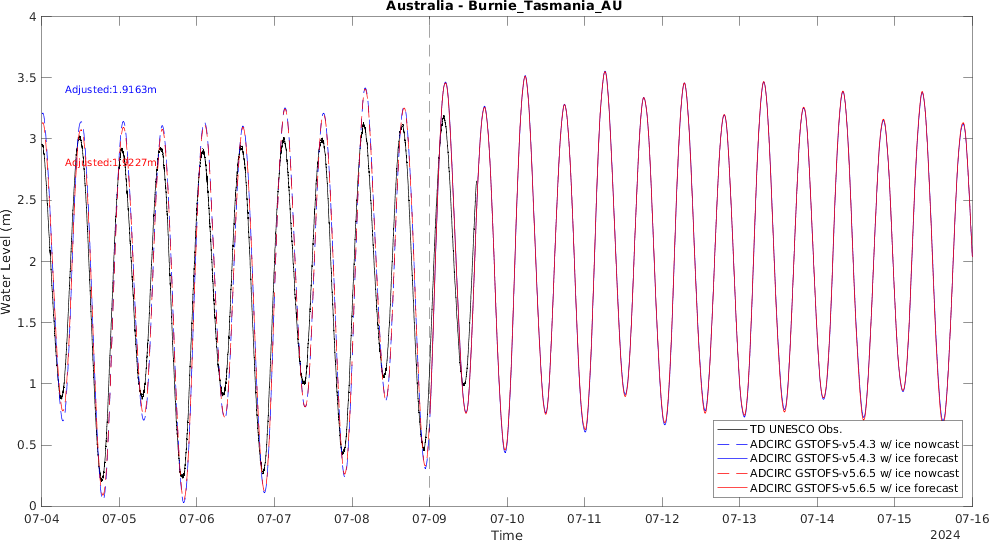 Australia - Burnie_Tasmania_AU
4
3.5
3
2.5
2
1.5
1
0.5
0
Water Level (m)
Adjusted:1.9163m
Adjusted:1.9227m
TD UNESCO Obs.
ADCIRC GSTOFS-v5.4.3 w/ ice nowcast
ADCIRC GSTOFS-v5.4.3 w/ ice forecast
ADCIRC GSTOFS-v5.6.5 w/ ice nowcast
ADCIRC GSTOFS-v5.6.5 w/ ice forecast
07-04 07-05 07-06 07-07 07-08 07-09 07-10 07-11 07-12 07-13 07-14 07-15 07-16
Time
2024